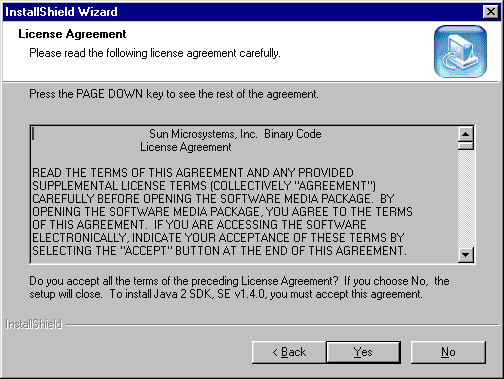 InstallShield Wizard
License Agreement
Please read the following license agreement carefully.
Press the PAGE DOWN key to see the rest of the agreement.
Sun Microsystems, Inc. Binary Code
License Agreement
READ THE TERMS OF THIS AGREEMENT AND ANY PROVIDED
SUPPLEMENTAL LICENSE TERMS (COLLECTIVELY "AGREEMENT")
CAREFULLY BEFORE OPENING THE SOFTWARE MEDIA PACKAGE. BY
OPENING THE SOFTWARE MEDIA PACKAGE, YOU AGREE TO THE TERMS
OF THIS AGREEMENT. IF YOU ARE ACCESSING THE SOFTWARE
ELECTRONICALLY, INDICATE YOUR ACCEPTANCE OF THESE TERMS BY
SELECTING THE "ACCEPT" BUTTON AT THE END OF THIS AGREEMENT.
Do you accept all the terms of the preceding License Agreement? If you choose No, the
setup will close. To install Java 2 SDK, SE v1.4.0, you must accept this agreement.
InstallShield
< Back Yes No